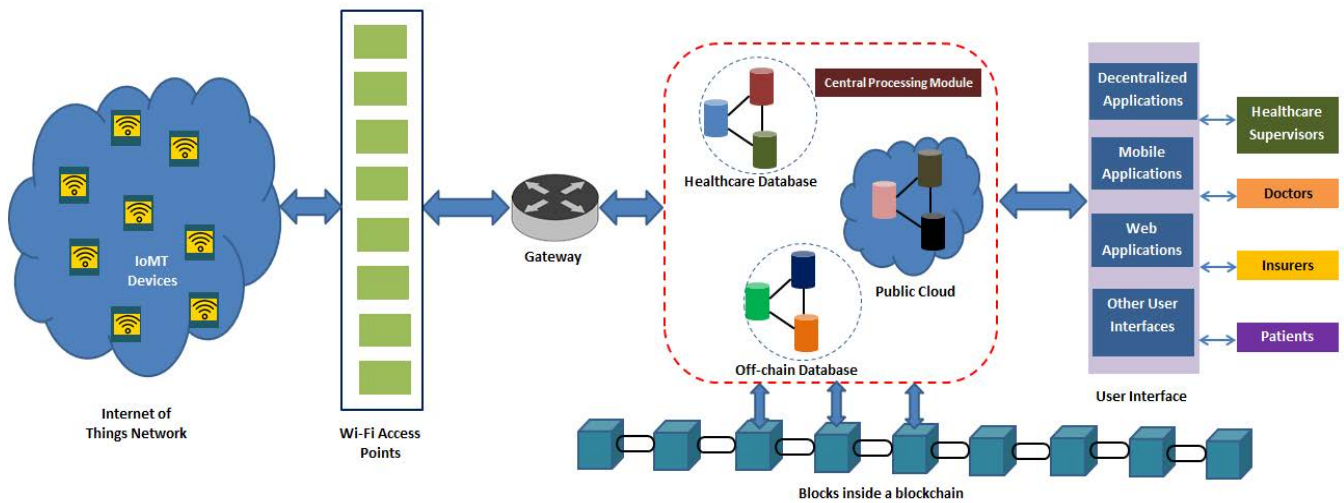 IoMT
Devices
Internet of
Things Network
Wi-Fi Access
Points
Gateway
Central Processing Module
Healthcare Database
Public Cloud
Off-chain Database
Blocks inside a blockchain
Decentralized
Applications
Mobile
Applications
Web
Applications
Other User
Interfaces
User Interface
Healthcare
Supervisors
Doctors
Insurers
Patients